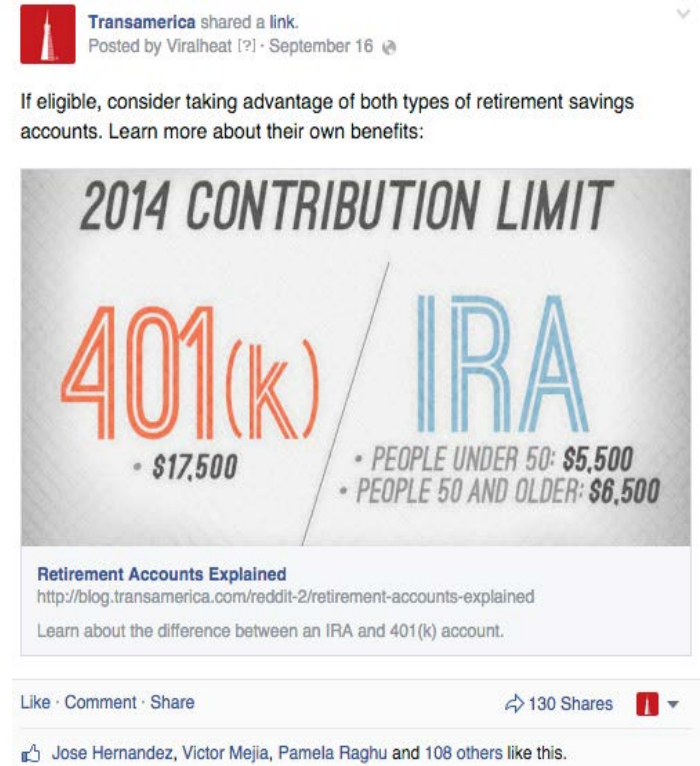 Transamerica shared a link.
Posted by Viralheat [?] · September 16
If eligible, consider taking advantage of both types of retirement savings
accounts. Learn more about their own benefits:
2014 CONTRIBUTION LIMIT
401(k)
• $17,500
IRA
• PEOPLE UNDER 50: $5,500
• PEOPLE 50 AND OLDER: $6,500
Retirement Accounts Explained
http://blog.transamerica.com/reddit-2/retirement-accounts-explained
Learn about the difference between an IRA and 401(k) account.
Like · Comment · Share
130 Shares
Jose Hernandez, Victor Mejia, Pamela Raghu and 108 others like this.